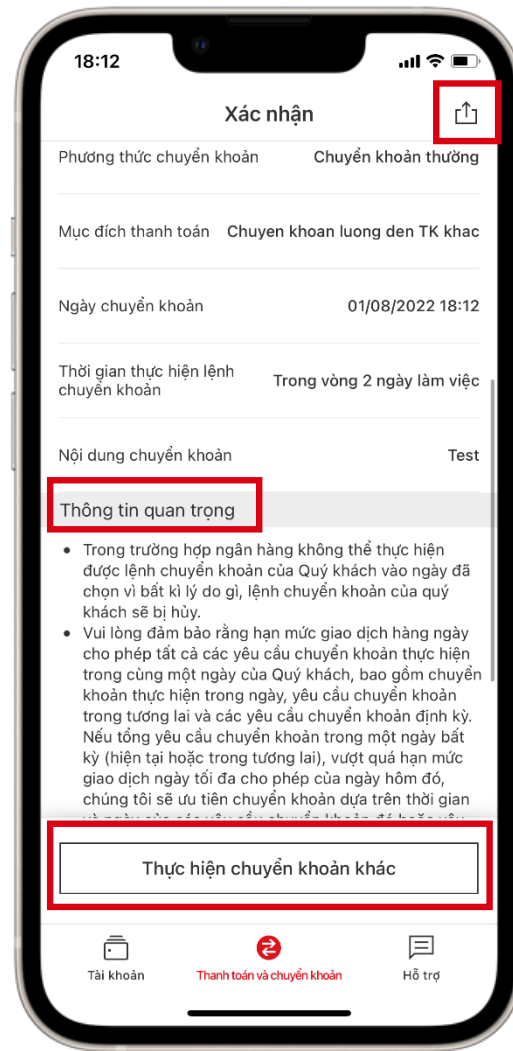 18:12
Xác nhận
Phương thức chuyển khoản Chuyển khoản thường
Mục đích thanh toán Chuyen khoan luong den TK khac
Ngày chuyển khoản 01/08/2022 18:12
Thời gian thực hiện lệnh chuyển khoản Trong vòng 2 ngày làm việc
Nội dung chuyển khoản Test
Thông tin quan trọng
• Trong trường hợp ngân hàng không thể thực hiện
được lệnh chuyển khoản của Quý khách vào ngày đã
chọn vì bất kì lý do gì, lệnh chuyển khoản của quý
khách sẽ bị hủy.
• Vui lòng đảm bảo rằng hạn mức giao dịch hàng ngày
cho phép tất cả các yêu cầu chuyển khoản thực hiện
trong cùng một ngày của Quý khách, bao gồm chuyển
khoản thực hiện trong ngày, yêu cầu chuyển khoản
trong tương lai và các yêu cầu chuyển khoản định kỳ.
Nếu tổng yêu cầu chuyển khoản trong một ngày bất
kỳ (hiện tại hoặc trong tương lai), vượt quá hạn mức
giao dịch ngày tối đa cho phép của ngày hôm đó,
chúng tôi sẽ ưu tiên chuyển khoản dựa trên thời gian
Thực hiện chuyển khoản khác
Tài khoản Thanh toán và chuyển khoản Hỗ trợ